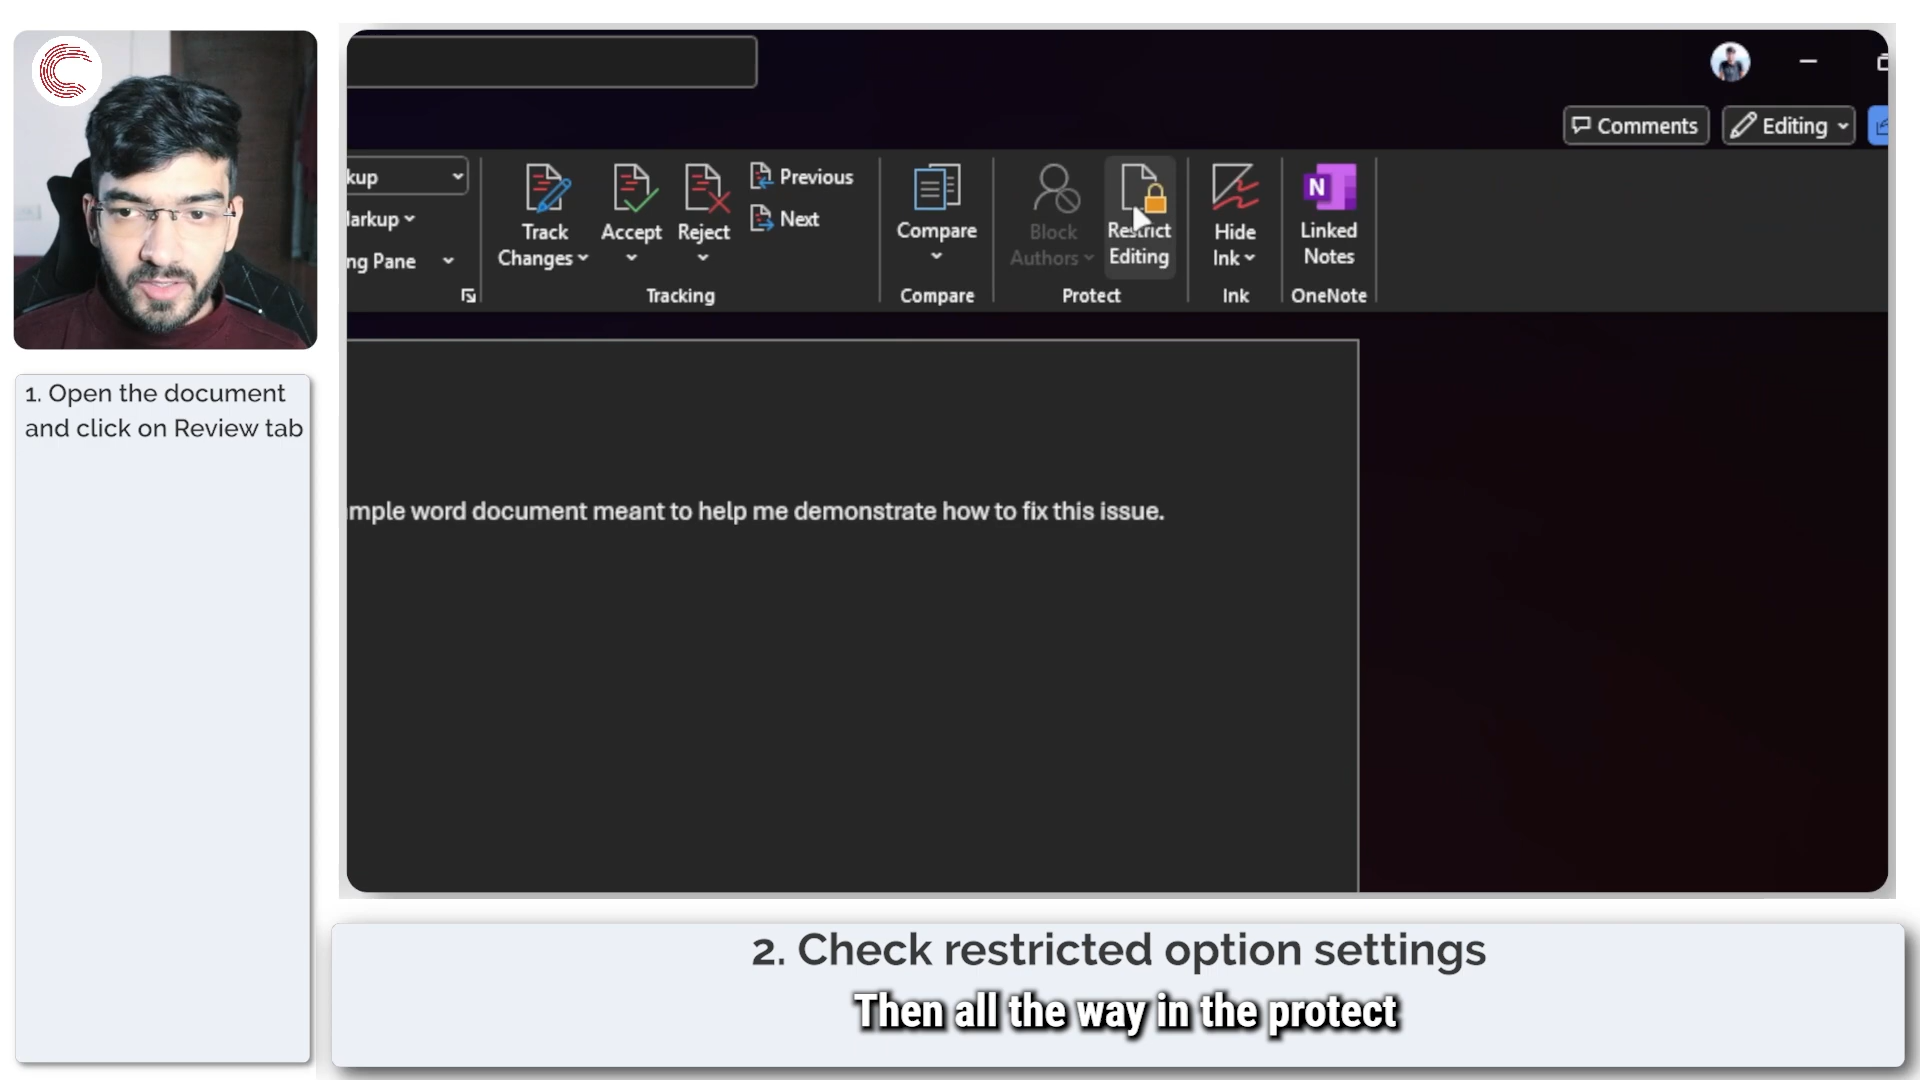 1. Open the document
and click on Review tab
Comments
Editing
kup
larkup
ng Pane
Track
Changes
Accept
Reject
Previous
Next
Tracking
Compare
Compare
Block
Authors
Restrict
Editing
Protect
Hide
Ink
Ink
N
Linked
Notes
OneNote
mple word document meant to help me demonstrate how to fix this issue.
2. Check restricted option settings
Then all the way in the protect